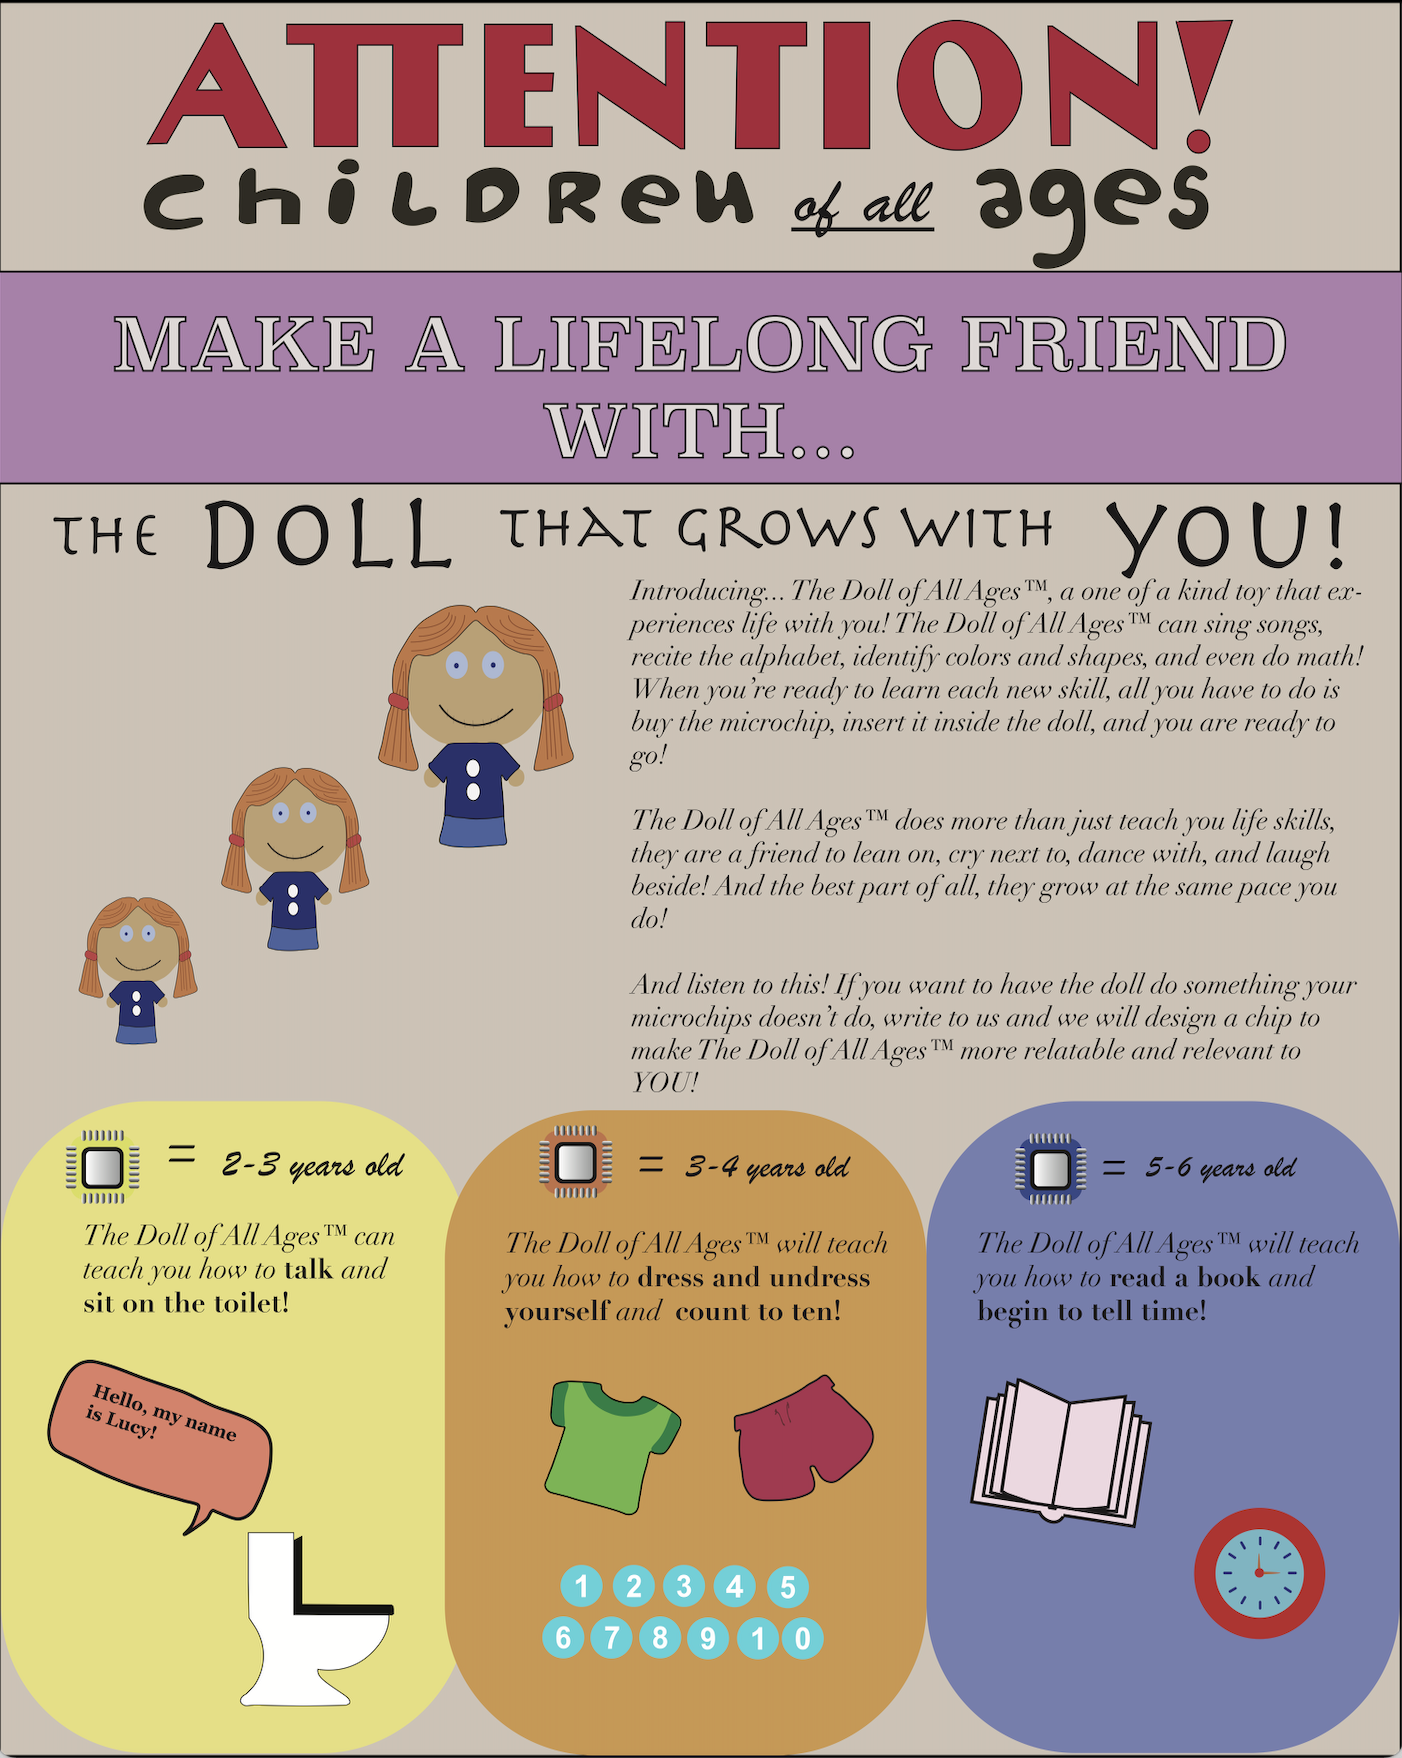 ATTENTION!
chiLDReN of all ages
MAKE A LIFELONG FRIEND
WITH...
THE DOLL THAT GROWS WITH YOU!
Introducing... The Doll of All Ages™, a one of a kind toy that ex-
periences life with you! The Doll of All Ages™ can sing songs,
recite the alphabet, identify colors and shapes, and even do math!
When you're ready to learn each new skill, all you have to do is
buy the microchip, insert it inside the doll, and you are ready to
go!
The Doll of All Ages™ does more than just teach you life skills,
they are a friend to lean on, cry next to, dance with, and laugh
beside! And the best part of all, they grow at the same pace you
do!
And listen to this! If you want to have the doll do something your
microchips doesn't do, write to us and we will design a chip to
make The Doll of All Ages™ more relatable and relevant to
YOU!
= 2-3 years old
The Doll of All Ages™ can
teach you how to talk and
sit on the toilet!
Hello, my name
is Lucy!
= 3-4 years old
The Doll of All Ages™ will teach
you how to dress and undress
yourself and count to ten!
1 2 3 4 5
6 7 8 9 1 0
= 5-6 years old
The Doll of All Ages™ will teach
you how to read a book and
begin to tell time!